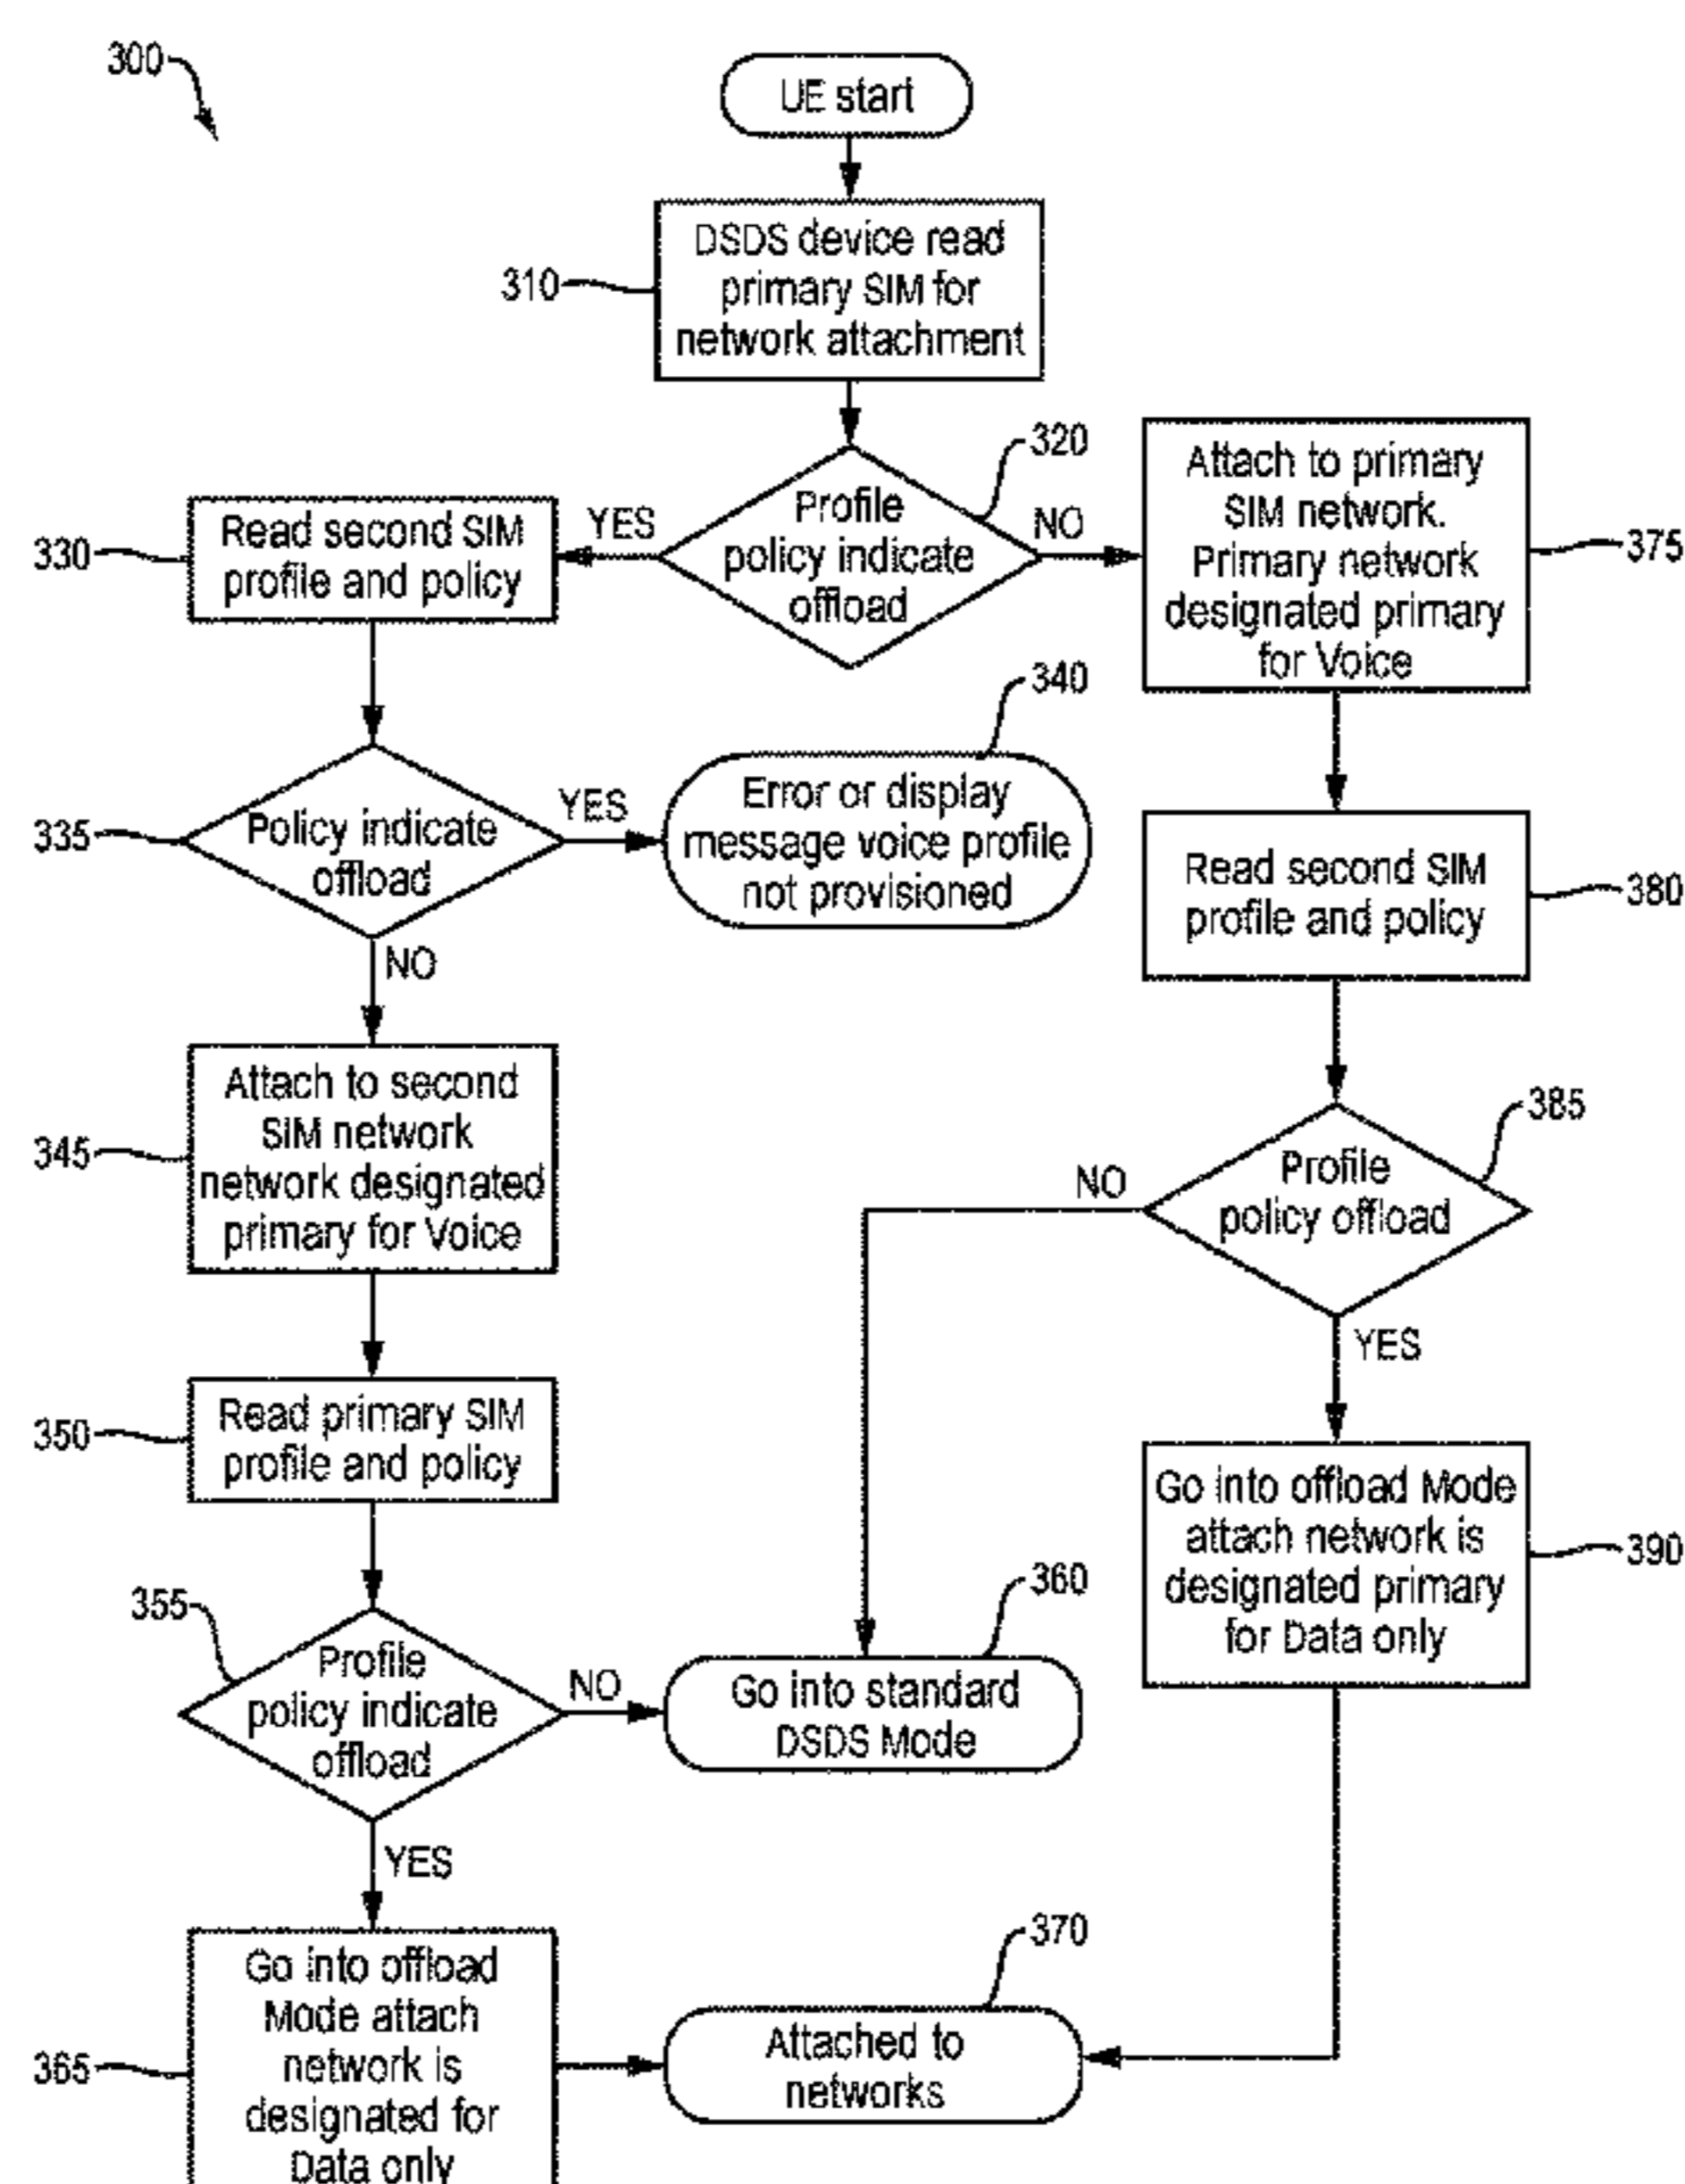 300
UE start
310
DSDS device read
primary SIM for
network attachment
320
Profile
policy indicate
offload
YES
NO
330
Read second SIM
profile and policy
Attach to primary
SIM network.
Primary network
designated primary
for Voice
375
335
Policy indicate
offload
YES
NO
340
Error or display
message voice profile
not provisioned
Read second SIM
profile and policy
380
345
Attach to second
SIM network
network designated
primary for Voice
385
Profile
policy offload
NO
YES
350
Read primary SIM
profile and policy
Go into offload Mode
attach network is
designated primary
for Data only
390
355
Profile
policy indicate
offload
NO
YES
360
Go into standard
DSDS Mode
365
Go into offload
Mode attach
network is
designated for
Data only
370
Attached to
networks